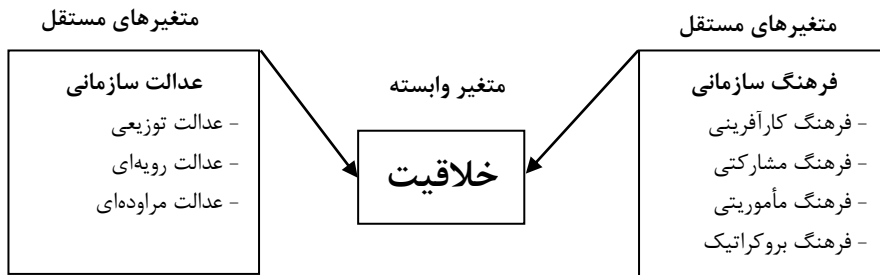 متغیرهای مستقل
فرهنگ سازمانی
- فرهنگ کارآفرینی
- فرهنگ مشارکتی
- فرهنگ مأموریتی
- فرهنگ بروکراتیک
متغیر وابسته
خلاقیت
متغیرهای مستقل
عدالت سازمانی
- عدالت توزیعی
- عدالت رویه‌ای
- عدالت مراوده‌ای